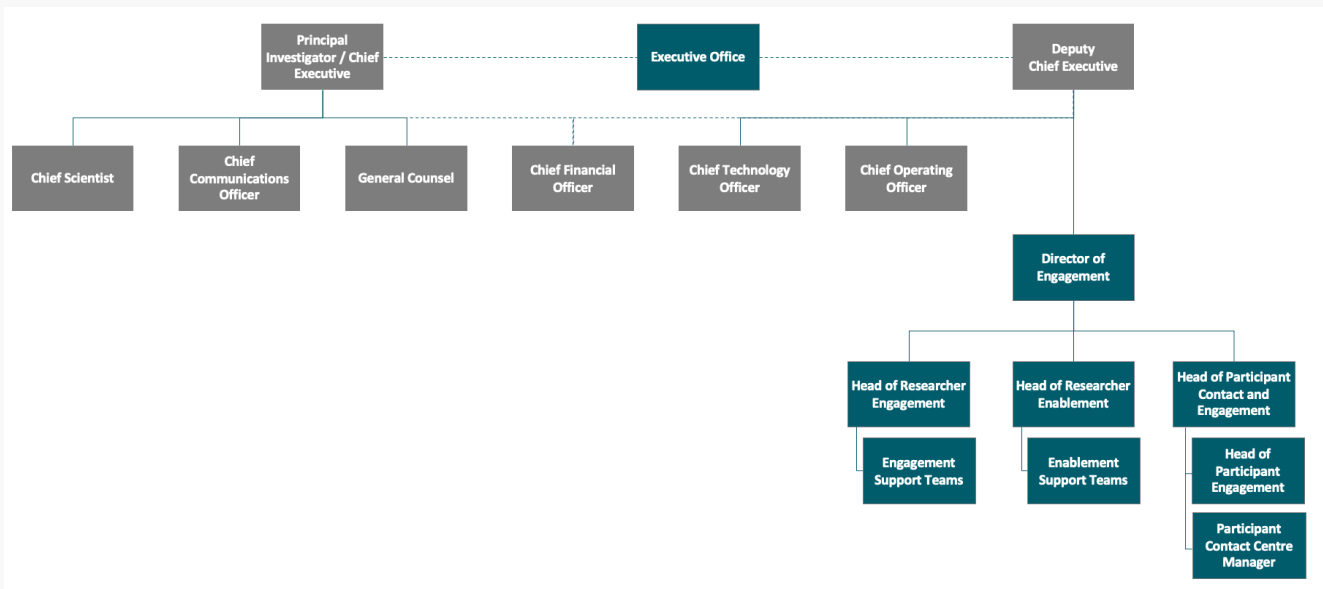 Principal
Investigator / Chief
Executive
Executive Office
Deputy
Chief Executive
Chief Scientist
Chief
Communications
Officer
General Counsel
Chief Financial
Officer
Chief Technology
Officer
Chief Operating
Officer
Director of
Engagement
Head of Researcher
Engagement
Head of Researcher
Enablement
Head of Participant
Contact and
Engagement
Engagement
Support Teams
Enablement
Support Teams
Head of
Participant
Engagement
Participant
Contact Centre
Manager